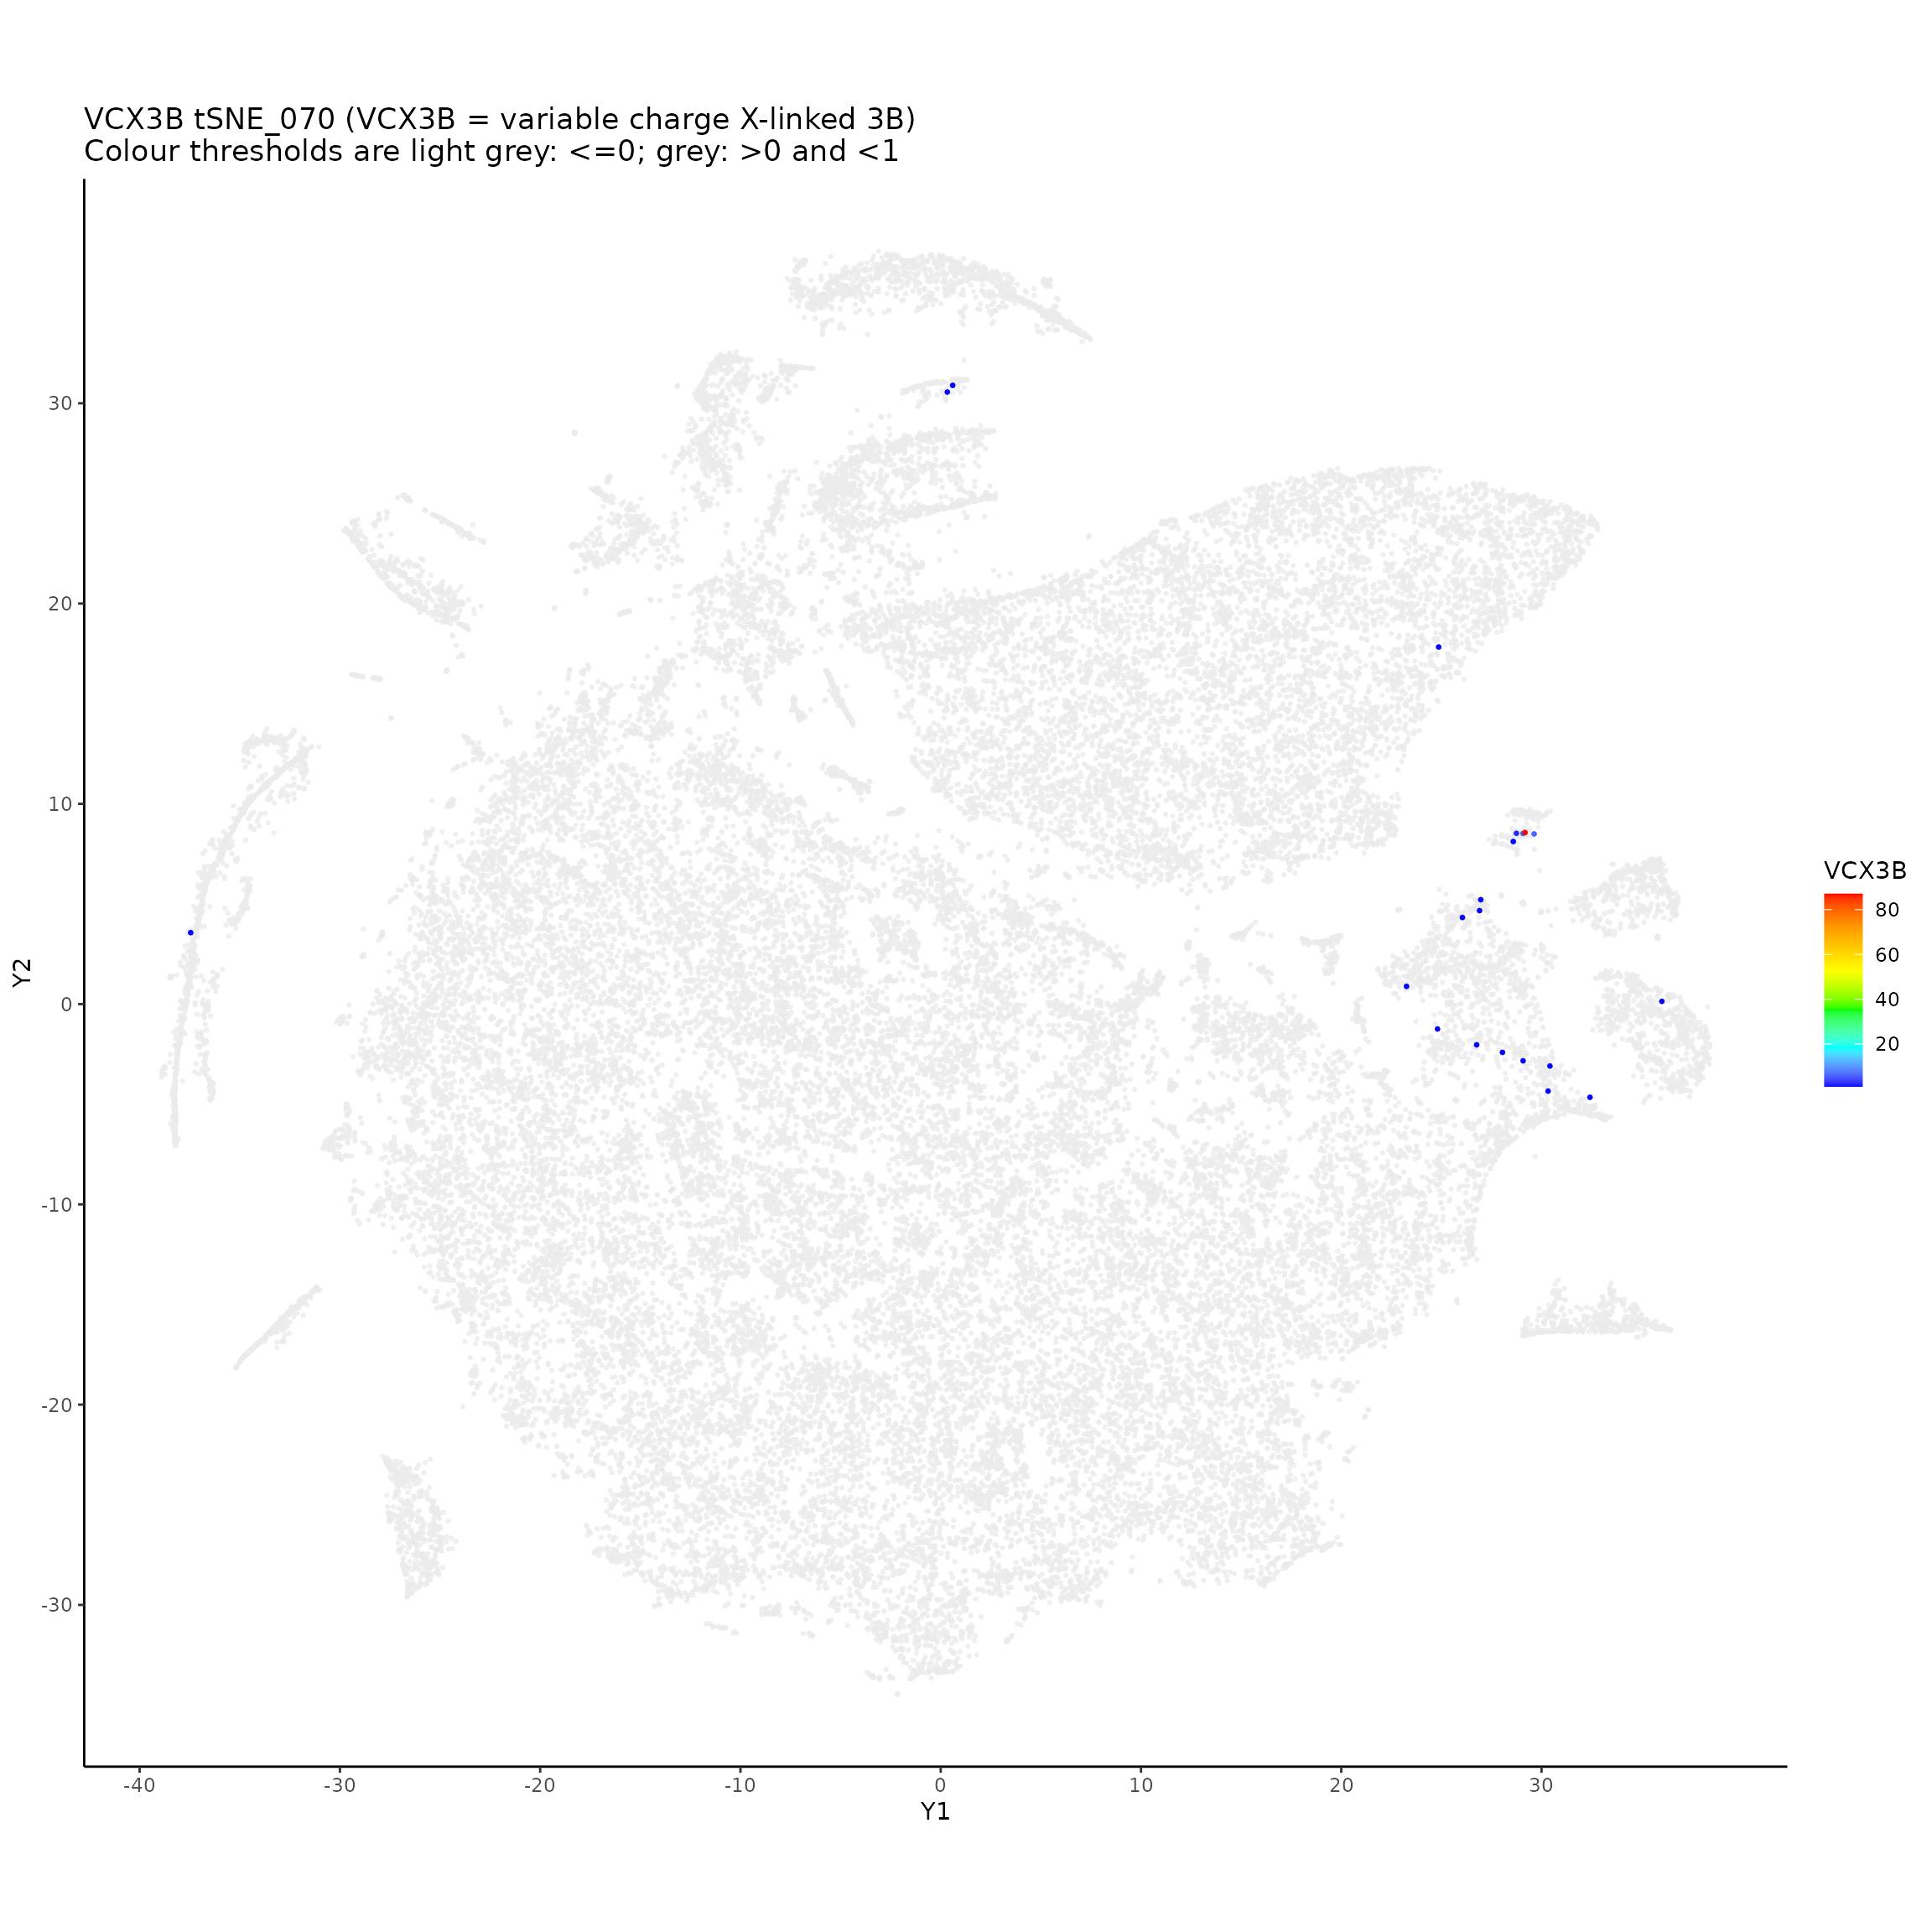 VCX3B tSNE_070 (VCX3B = variable charge X-linked 3B)
Colour thresholds are light grey: <=0; grey: >0 and <1
30
20
10
0
-10
-20
-30
Y2
-40 -30 -20 -10 0 10 20 30
Y1
VCX3B
80
60
40
20